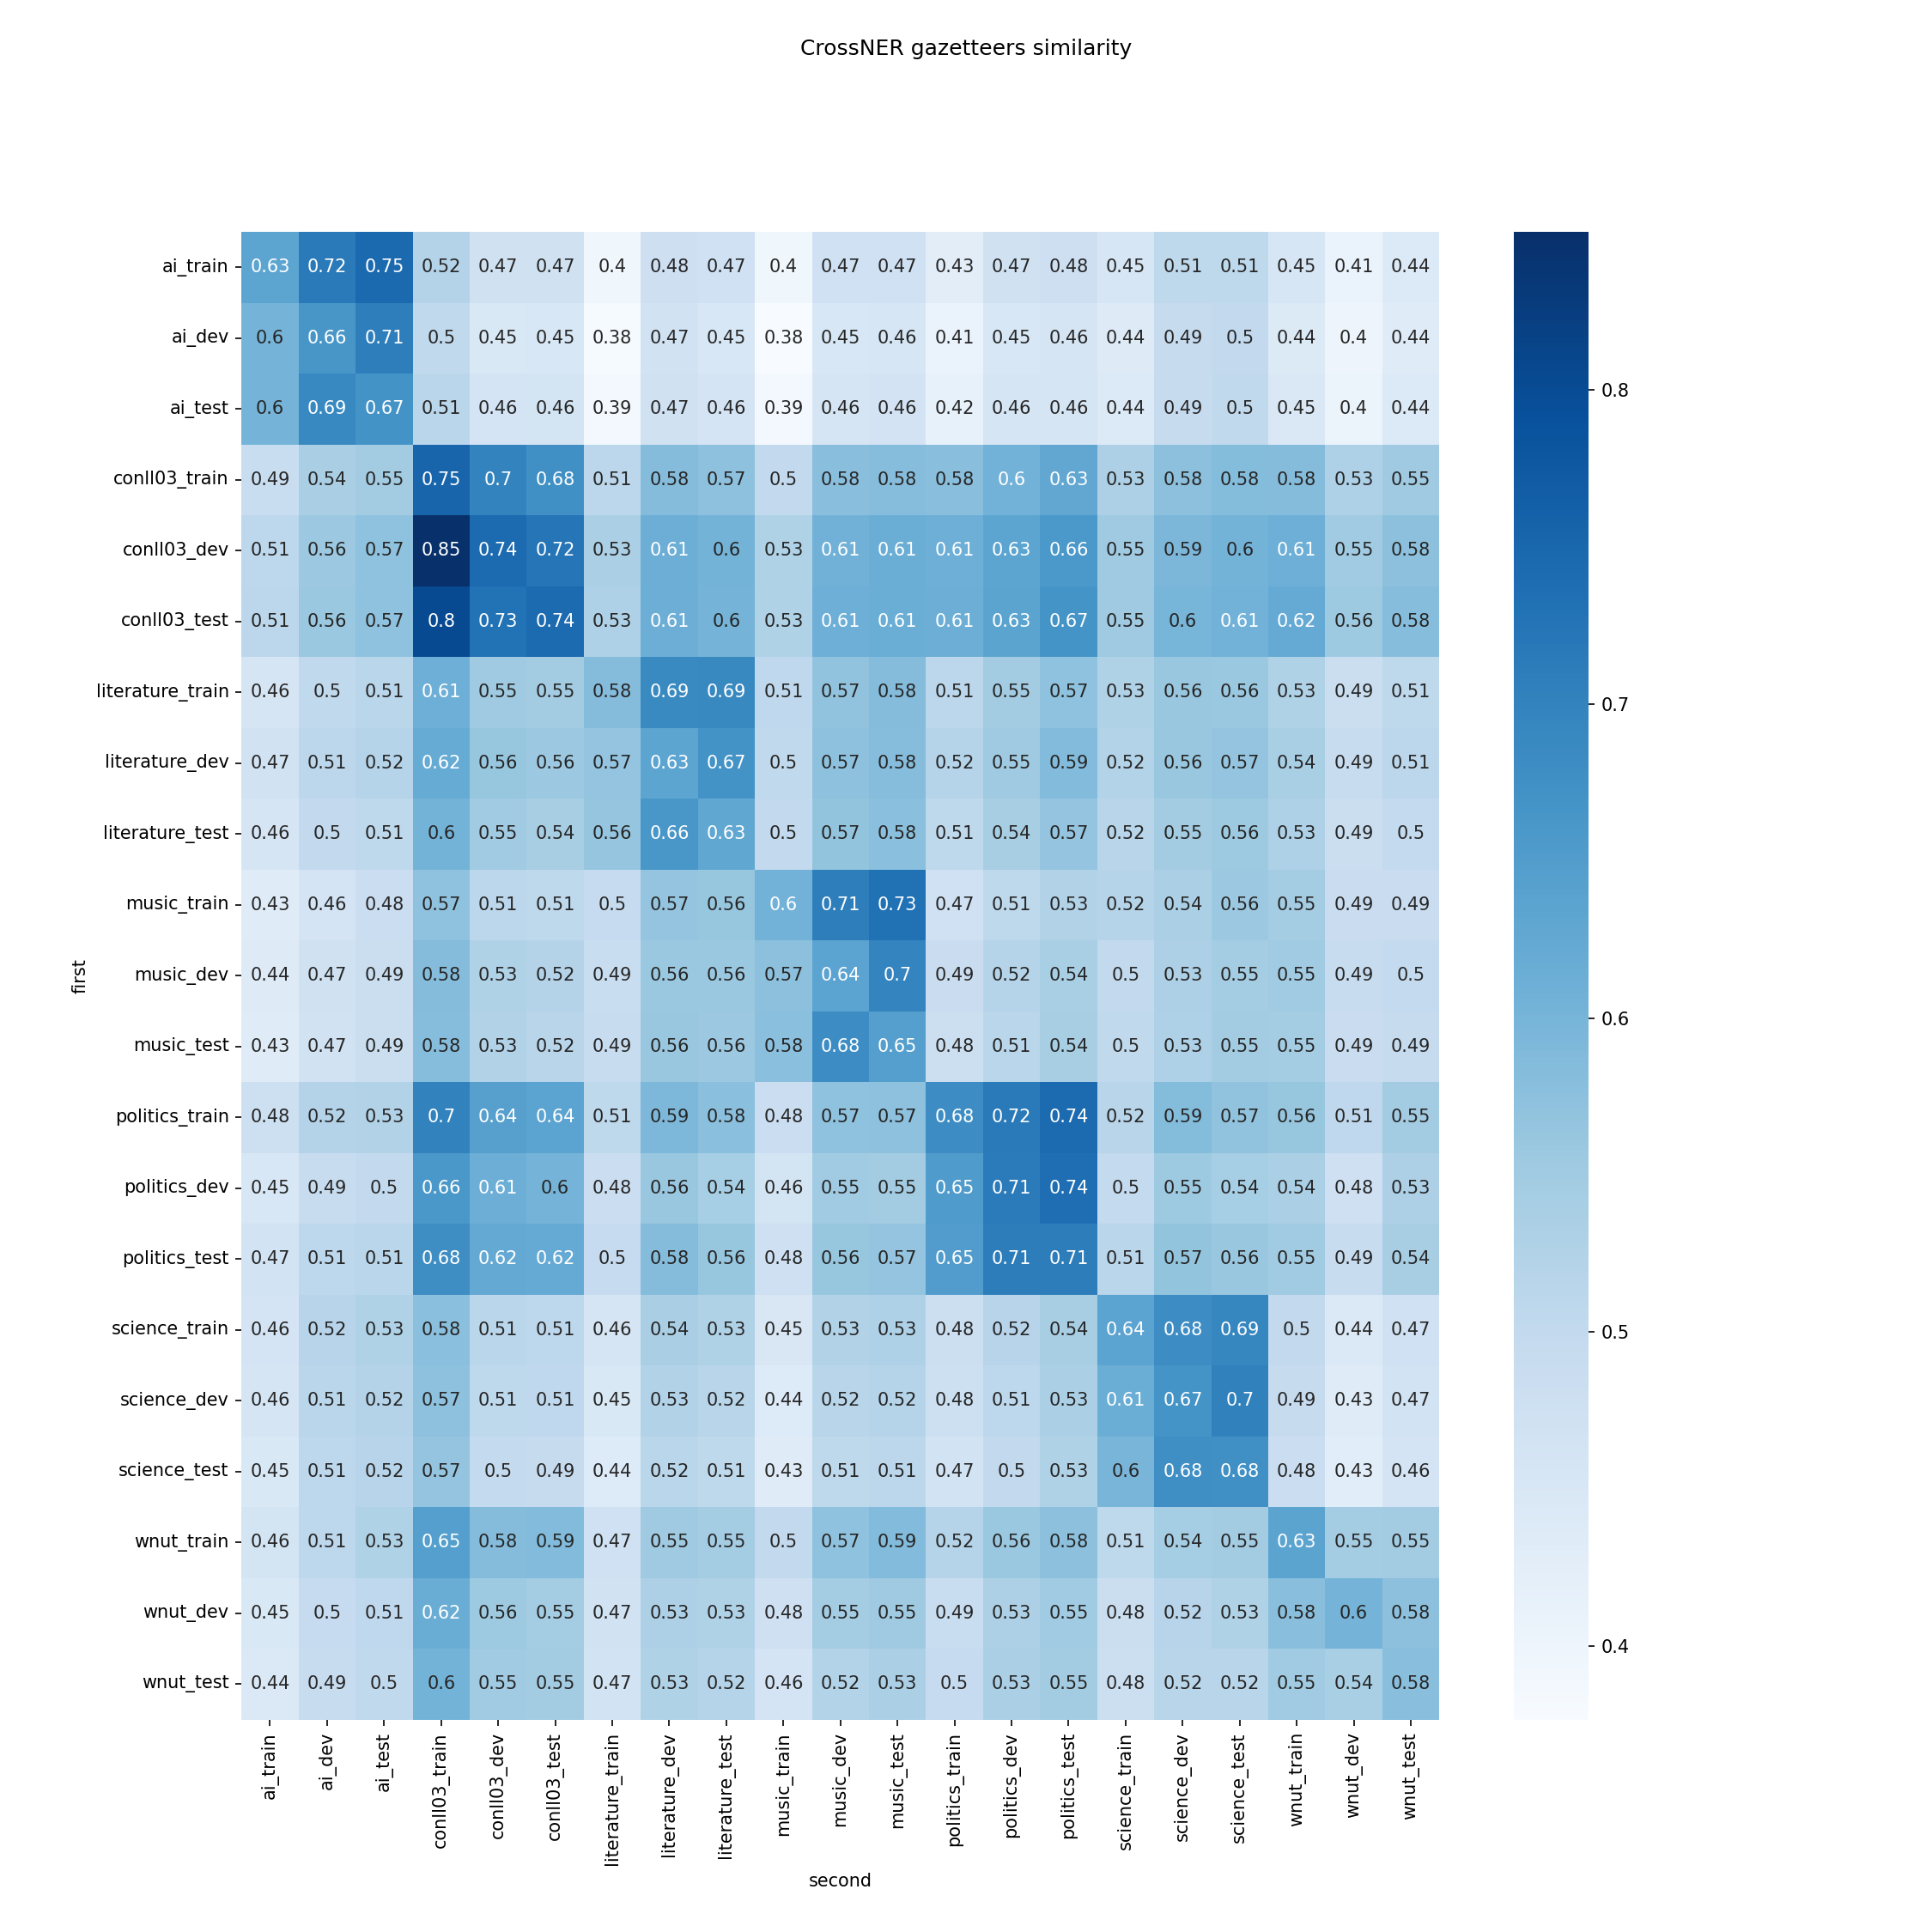 CrossNER gazetteers similarity
ai_train 0.63 0.72 0.75 0.52 0.47 0.47 0.4 0.48 0.47 0.4 0.47 0.47 0.43 0.47 0.48 0.45 0.51 0.51 0.45 0.41 0.44
ai_dev 0.6 0.66 0.71 0.5 0.45 0.45 0.38 0.47 0.45 0.38 0.45 0.46 0.41 0.45 0.46 0.44 0.49 0.5 0.44 0.4 0.44
0.8
ai_test 0.6 0.69 0.67 0.51 0.46 0.46 0.39 0.47 0.46 0.39 0.46 0.46 0.42 0.46 0.46 0.44 0.49 0.5 0.45 0.4 0.44
conll03_train 0.49 0.54 0.55 0.75 0.7 0.68 0.51 0.58 0.57 0.5 0.58 0.58 0.58 0.6 0.63 0.53 0.58 0.58 0.58 0.53 0.55
conll03_dev 0.51 0.56 0.57 0.85 0.74 0.72 0.53 0.61 0.6 0.53 0.61 0.61 0.61 0.63 0.66 0.55 0.59 0.6 0.61 0.55 0.58
conll03_test 0.51 0.56 0.57 0.8 0.73 0.74 0.53 0.61 0.6 0.53 0.61 0.61 0.61 0.63 0.67 0.55 0.6 0.61 0.62 0.56 0.58
literature_train 0.46 0.5 0.51 0.61 0.55 0.55 0.58 0.69 0.69 0.51 0.57 0.58 0.51 0.55 0.57 0.53 0.56 0.56 0.53 0.49 0.51
0.7
literature_dev 0.47 0.51 0.52 0.62 0.56 0.56 0.57 0.63 0.67 0.5 0.57 0.58 0.52 0.55 0.59 0.52 0.56 0.57 0.54 0.49 0.51
literature_test 0.46 0.5 0.51 0.6 0.55 0.54 0.56 0.66 0.63 0.5 0.57 0.58 0.51 0.54 0.57 0.52 0.55 0.56 0.53 0.49 0.5
music_train 0.43 0.46 0.48 0.57 0.51 0.51 0.5 0.57 0.56 0.6 0.71 0.73 0.47 0.51 0.53 0.52 0.54 0.56 0.55 0.49 0.49
first
music_dev 0.44 0.47 0.49 0.58 0.53 0.52 0.49 0.56 0.56 0.57 0.64 0.7 0.49 0.52 0.54 0.5 0.53 0.55 0.55 0.49 0.5
0.6
music_test 0.43 0.47 0.49 0.58 0.53 0.52 0.49 0.56 0.56 0.58 0.68 0.65 0.48 0.51 0.54 0.5 0.53 0.55 0.55 0.49 0.49
politics_train 0.48 0.52 0.53 0.7 0.64 0.64 0.51 0.59 0.58 0.48 0.57 0.57 0.68 0.72 0.74 0.52 0.59 0.57 0.56 0.51 0.55
politics_dev 0.45 0.49 0.5 0.66 0.61 0.6 0.48 0.56 0.54 0.46 0.55 0.55 0.65 0.71 0.74 0.5 0.55 0.54 0.54 0.48 0.53
politics_test 0.47 0.51 0.51 0.68 0.62 0.62 0.5 0.58 0.56 0.48 0.56 0.57 0.65 0.71 0.71 0.51 0.57 0.56 0.55 0.49 0.54
science_train 0.46 0.52 0.53 0.58 0.51 0.51 0.46 0.54 0.53 0.45 0.53 0.53 0.48 0.52 0.54 0.64 0.68 0.69 0.5 0.44 0.47
0.5
science_dev 0.46 0.51 0.52 0.57 0.51 0.51 0.45 0.53 0.52 0.44 0.52 0.52 0.48 0.51 0.53 0.61 0.67 0.7 0.49 0.43 0.47
science_test 0.45 0.51 0.52 0.57 0.5 0.49 0.44 0.52 0.51 0.43 0.51 0.51 0.47 0.5 0.53 0.6 0.68 0.68 0.48 0.43 0.46
wnut_train 0.46 0.51 0.53 0.65 0.58 0.59 0.47 0.55 0.55 0.5 0.57 0.59 0.52 0.56 0.58 0.51 0.54 0.55 0.63 0.55 0.55
wnut_dev 0.45 0.5 0.51 0.62 0.56 0.55 0.47 0.53 0.53 0.48 0.55 0.55 0.49 0.53 0.55 0.48 0.52 0.53 0.58 0.6 0.58
0.4
wnut_test 0.44 0.49 0.5 0.6 0.55 0.55 0.47 0.53 0.52 0.46 0.52 0.53 0.5 0.53 0.55 0.48 0.52 0.52 0.55 0.54 0.58
ai_train
ai_dev
ai_test
conll03_train
conll03_dev
conll03_test
literature_train
literature_dev
literature_test
music_train
music_dev
music_test
politics_train
politics_dev
politics_test
science_train
science_dev
science_test
wnut_train
wnut_dev
wnut_test
second